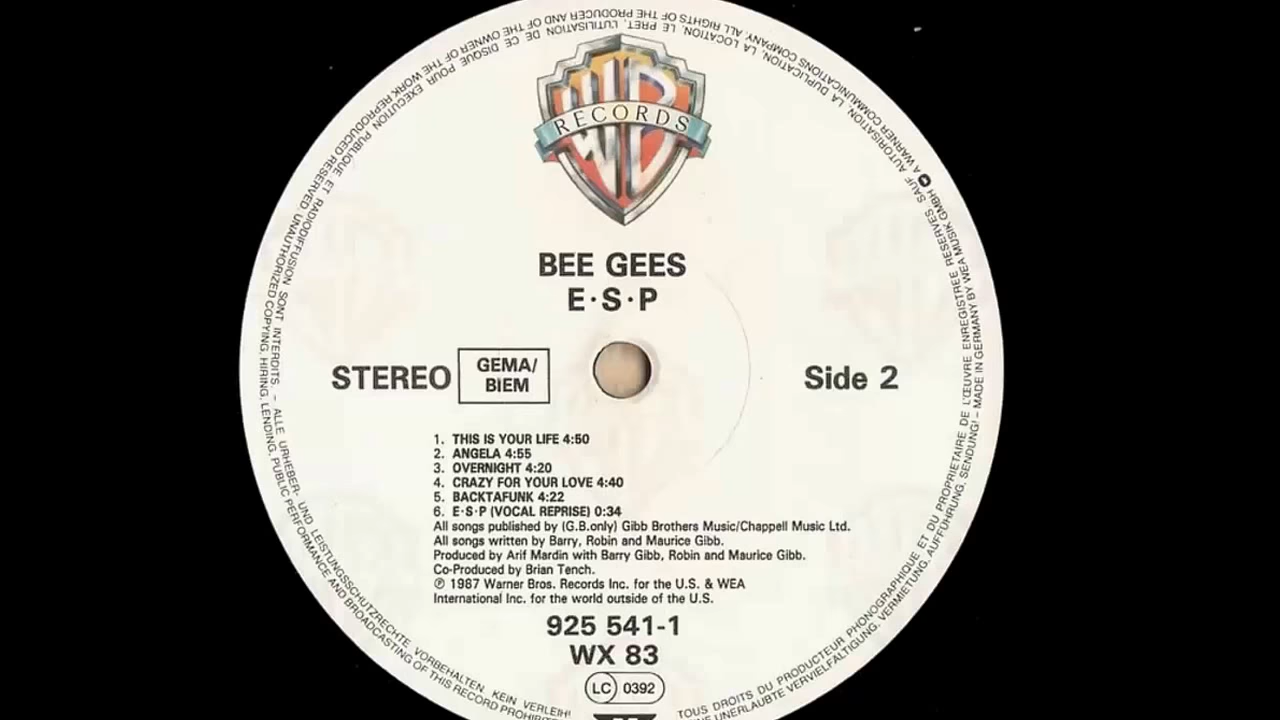 WB
RECORDS
BEE GEES
E·S·P
STEREO
GEMA/
BIEM
Side 2
1. THIS IS YOUR LIFE 4:50
2. ANGELA 4:55
3. OVERNIGHT 4:20
4. CRAZY FOR YOUR LOVE 4:40
5. BACKTAFUNK 4:22
6. E·S·P (VOCAL REPRISE) 0:34
All songs published by (G.B.only) Gibb Brothers Music/Chappell Music Ltd.
All songs written by Barry, Robin and Maurice Gibb.
Produced by Arif Mardin with Barry Gibb, Robin and Maurice Gibb.
Co-Produced by Brian Tench.
℗ 1987 Warner Bros. Records Inc. for the U.S. & WEA
International Inc. for the world outside of the U.S.
925 541-1
WX 83
LC 0392
A WARNER COMMUNICATIONS COMPANY. ALL RIGHTS OF THE PRODUCER AND OF THE OWNER OF THE WORK REPRODUCED RESERVED UNAUTHORIZED COPYING, HIRING, LENDING, PUBLIC PERFORMANCE AND BROADCASTING OF THIS RECORD
SAUF AUTORISATION, LA DUPLICATION, LA LOCATION, LE PRET, L'UTILISATION DE CE DISQUE POUR EXECUTION PUBLIQUE ET RADIODIFFUSION SONT INTERDITS. – ALLE URHEBER- UND LEISTUNGSSCHUTZRECHTE VORBEHALTEN. KEIN VERLEIH!
TOUS DROITS DU PRODUCTEUR PHONOGRAPHIQUE ET DU PROPRIETAIRE DE L'ŒUVRE ENREGISTREE RESERVES
UNERLAUBTE VERVIELFÄLTIGUNG, VERMIETUNG, AUFFÜHRUNG, SENDUNG! – MADE IN GERMANY BY WEA MUSIK GMBH